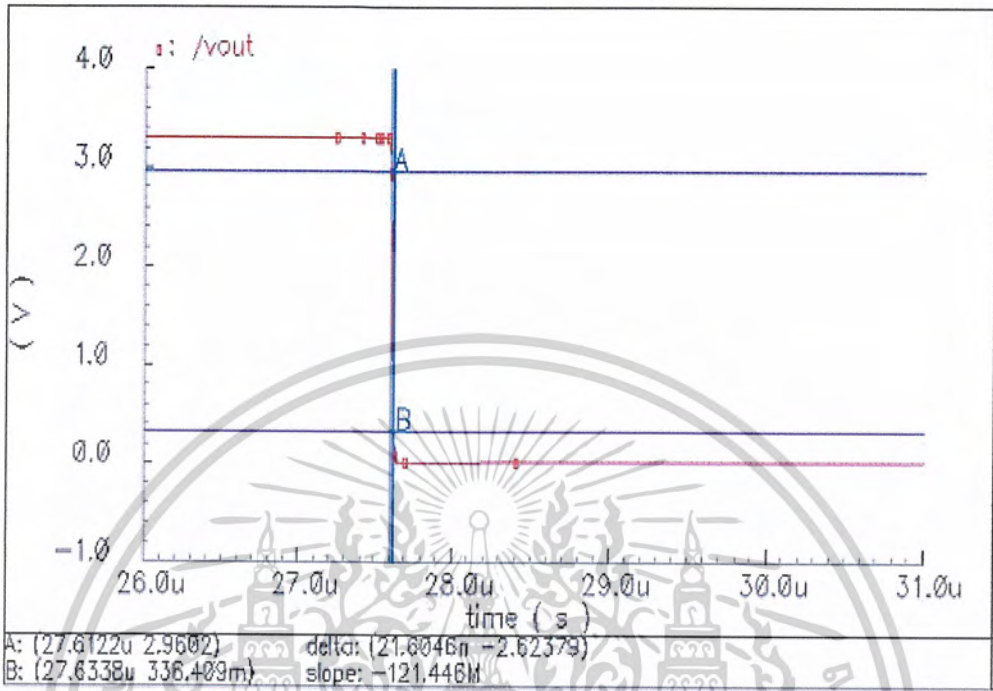 /vout
4.0
3.0
2.0
1.0
0.0
-1.0
( V )
A
B
26.0u 27.0u 28.0u 29.0u 30.0u 31.0u
time ( s )
A: (27.6122u 2.9602) delta: (21.6046n -2.62379)
B: (27.6338u 336.409m) slope: -121.446M